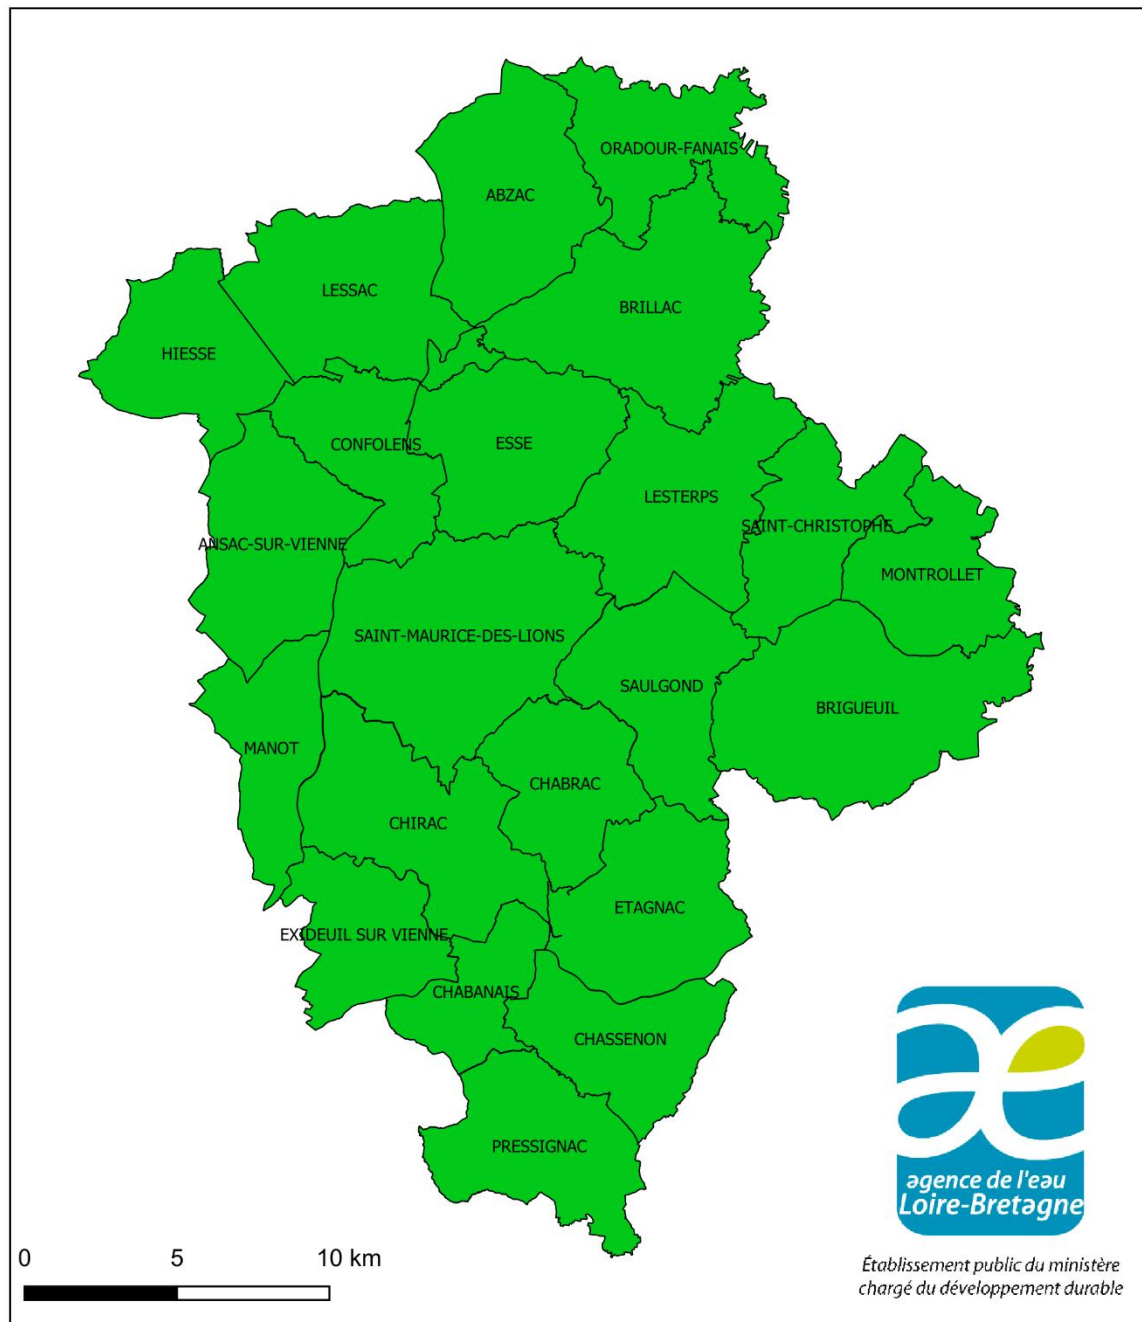 ORADOUR-FANAIS
ABZAC
LESSAC
BRILLAC
HIESSE
CONFOLENS
ESSE
LESTERPS
SAINT-CHRISTOPHE
ANSAC-SUR-VIENNE
MONTROLLET
SAINT-MAURICE-DES-LIONS
SAULGOND
BRIGUEUIL
MANOT
CHABRAC
CHIRAC
ETAGNAC
EXIDEUIL SUR VIENNE
CHABANAIS
CHASSENON
PRESSIGNAC
agence de l'eau
Loire-Bretagne
Établissement public du ministère
chargé du développement durable
0 5 10 km